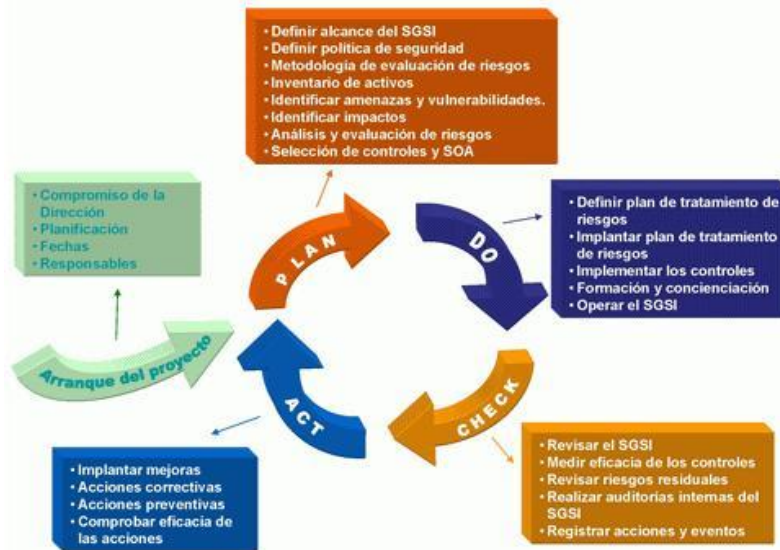 • Definir alcance del SGSI
• Definir política de seguridad
• Metodología de evaluación de riesgos
• Inventario de activos
• Identificar amenazas y vulnerabilidades.
• Identificar impactos
• Análisis y evaluación de riesgos
• Selección de controles y SOA
• Compromiso de la
Dirección
• Planificación
• Fechas
• Responsables
Arranque del proyecto
PLAN
DO
• Definir plan de tratamiento de
riesgos
• Implantar plan de tratamiento
de riesgos
• Implementar los controles
• Formación y concienciación
• Operar el SGSI
CHECK
• Revisar el SGSI
• Medir eficacia de los controles
• Revisar riesgos residuales
• Realizar auditorías internas del
SGSI
• Registrar acciones y eventos
ACT
• Implantar mejoras
• Acciones correctivas
• Acciones preventivas
• Comprobar eficacia de
las acciones